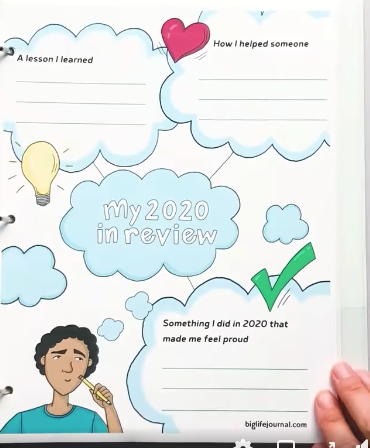 A lesson I learned
How I helped someone
My 2020
in review
Something I did in 2020 that
made me feel proud
biglifejournal.com